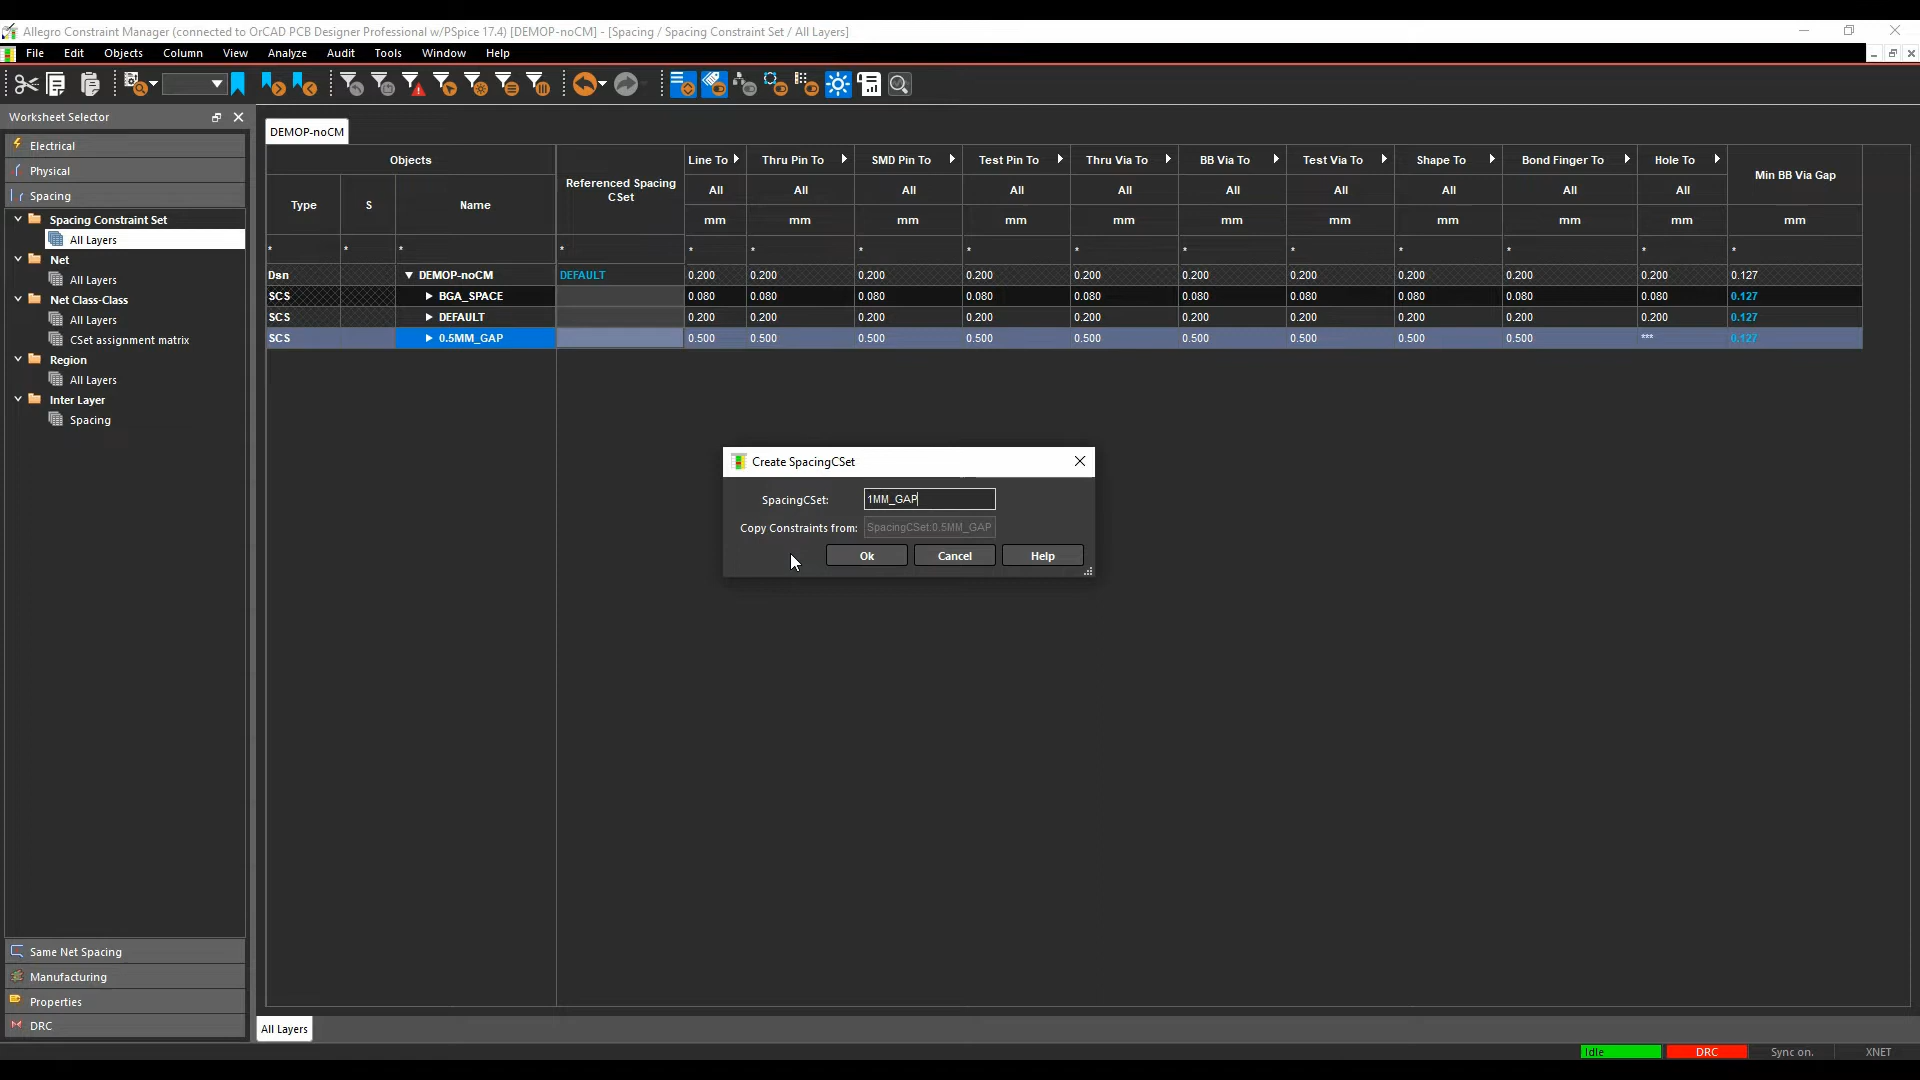 Allegro Constraint Manager (connected to OrCAD PCB Designer Professional w/PSpice 17.4) [DEMOP-noCM] - [Spacing / Spacing Constraint Set / All Layers]
File Edit Objects Column View Analyze Audit Tools Window Help
Worksheet Selector
Electrical
Physical
Spacing
Spacing Constraint Set
All Layers
Net
All Layers
Net Class-Class
All Layers
CSet assignment matrix
Region
All Layers
Inter Layer
Spacing
Same Net Spacing
Manufacturing
Properties
DRC
DEMOP-noCM
Objects Referenced Spacing CSet Line To Thru Pin To SMD Pin To Test Pin To Thru Via To BB Via To Test Via To Shape To Bond Finger To Hole To Min BB Via Gap
Type S Name All All All All All All All All All All
mm mm mm mm mm mm mm mm mm mm mm
* * * * * * * * * * * * * * *
Dsn DEMOP-noCM DEFAULT 0.200 0.200 0.200 0.200 0.200 0.200 0.200 0.200 0.200 0.200 0.127
SCS BGA_SPACE 0.080 0.080 0.080 0.080 0.080 0.080 0.080 0.080 0.080 0.080 0.127
SCS DEFAULT 0.200 0.200 0.200 0.200 0.200 0.200 0.200 0.200 0.200 0.200 0.127
SCS 0.5MM_GAP 0.500 0.500 0.500 0.500 0.500 0.500 0.500 0.500 0.500 *** 0.127
Create SpacingCSet
SpacingCSet: 1MM_GAP
Copy Constraints from: SpacingCSet:0.5MM_GAP
Ok Cancel Help
All Layers
Idle DRC Sync on. XNET